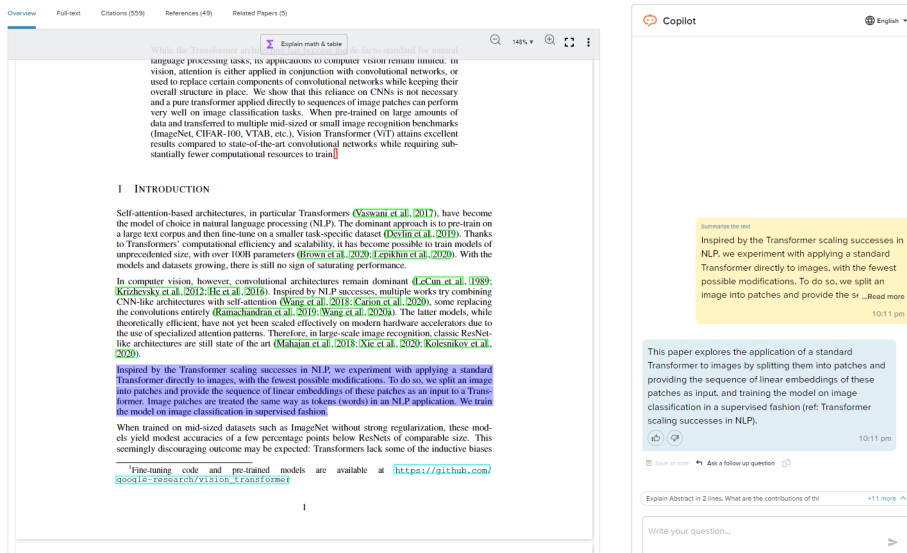 Overview
Full-text
Citations (559)
References (49)
Related Papers (5)
Explain math & table
148%
While the Transformer architecture has become the de-facto standard for natural
language processing tasks, its applications to computer vision remain limited. In
vision, attention is either applied in conjunction with convolutional networks, or
used to replace certain components of convolutional networks while keeping their
overall structure in place. We show that this reliance on CNNs is not necessary
and a pure transformer applied directly to sequences of image patches can perform
very well on image classification tasks. When pre-trained on large amounts of
data and transferred to multiple mid-sized or small image recognition benchmarks
(ImageNet, CIFAR-100, VTAB, etc.), Vision Transformer (ViT) attains excellent
results compared to state-of-the-art convolutional networks while requiring sub-
stantially fewer computational resources to train.1
1 INTRODUCTION
Self-attention-based architectures, in particular Transformers (Vaswani et al., 2017), have become
the model of choice in natural language processing (NLP). The dominant approach is to pre-train on
a large text corpus and then fine-tune on a smaller task-specific dataset (Devlin et al., 2019). Thanks
to Transformers' computational efficiency and scalability, it has become possible to train models of
unprecedented size, with over 100B parameters (Brown et al., 2020; Lepikhin et al., 2020). With the
models and datasets growing, there is still no sign of saturating performance.
In computer vision, however, convolutional architectures remain dominant (LeCun et al., 1989;
Krizhevsky et al., 2012; He et al., 2016). Inspired by NLP successes, multiple works try combining
CNN-like architectures with self-attention (Wang et al., 2018; Carion et al., 2020), some replacing
the convolutions entirely (Ramachandran et al., 2019; Wang et al., 2020a). The latter models, while
theoretically efficient, have not yet been scaled effectively on modern hardware accelerators due to
the use of specialized attention patterns. Therefore, in large-scale image recognition, classic ResNet-
like architectures are still state of the art (Mahajan et al., 2018; Xie et al., 2020; Kolesnikov et al.,
2020).
Inspired by the Transformer scaling successes in NLP, we experiment with applying a standard
Transformer directly to images, with the fewest possible modifications. To do so, we split an image
into patches and provide the sequence of linear embeddings of these patches as an input to a Trans-
former. Image patches are treated the same way as tokens (words) in an NLP application. We train
the model on image classification in supervised fashion.
When trained on mid-sized datasets such as ImageNet without strong regularization, these mod-
els yield modest accuracies of a few percentage points below ResNets of comparable size. This
seemingly discouraging outcome may be expected: Transformers lack some of the inductive biases
1Fine-tuning code and pre-trained models are available at https://github.com/
google-research/vision_transformer
1
Copilot
English
Summarize the text
Inspired by the Transformer scaling successes in
NLP, we experiment with applying a standard
Transformer directly to images, with the fewest
possible modifications. To do so, we split an
image into patches and provide the se ...Read more
10:11 pm
This paper explores the application of a standard
Transformer to images by splitting them into patches and
providing the sequence of linear embeddings of these
patches as input, and training the model on image
classification in a supervised fashion (ref: Transformer
scaling successes in NLP).
10:11 pm
Save as note
Ask a follow up question
Explain Abstract in 2 lines, What are the contributions of thi
+11 more
Write your question...